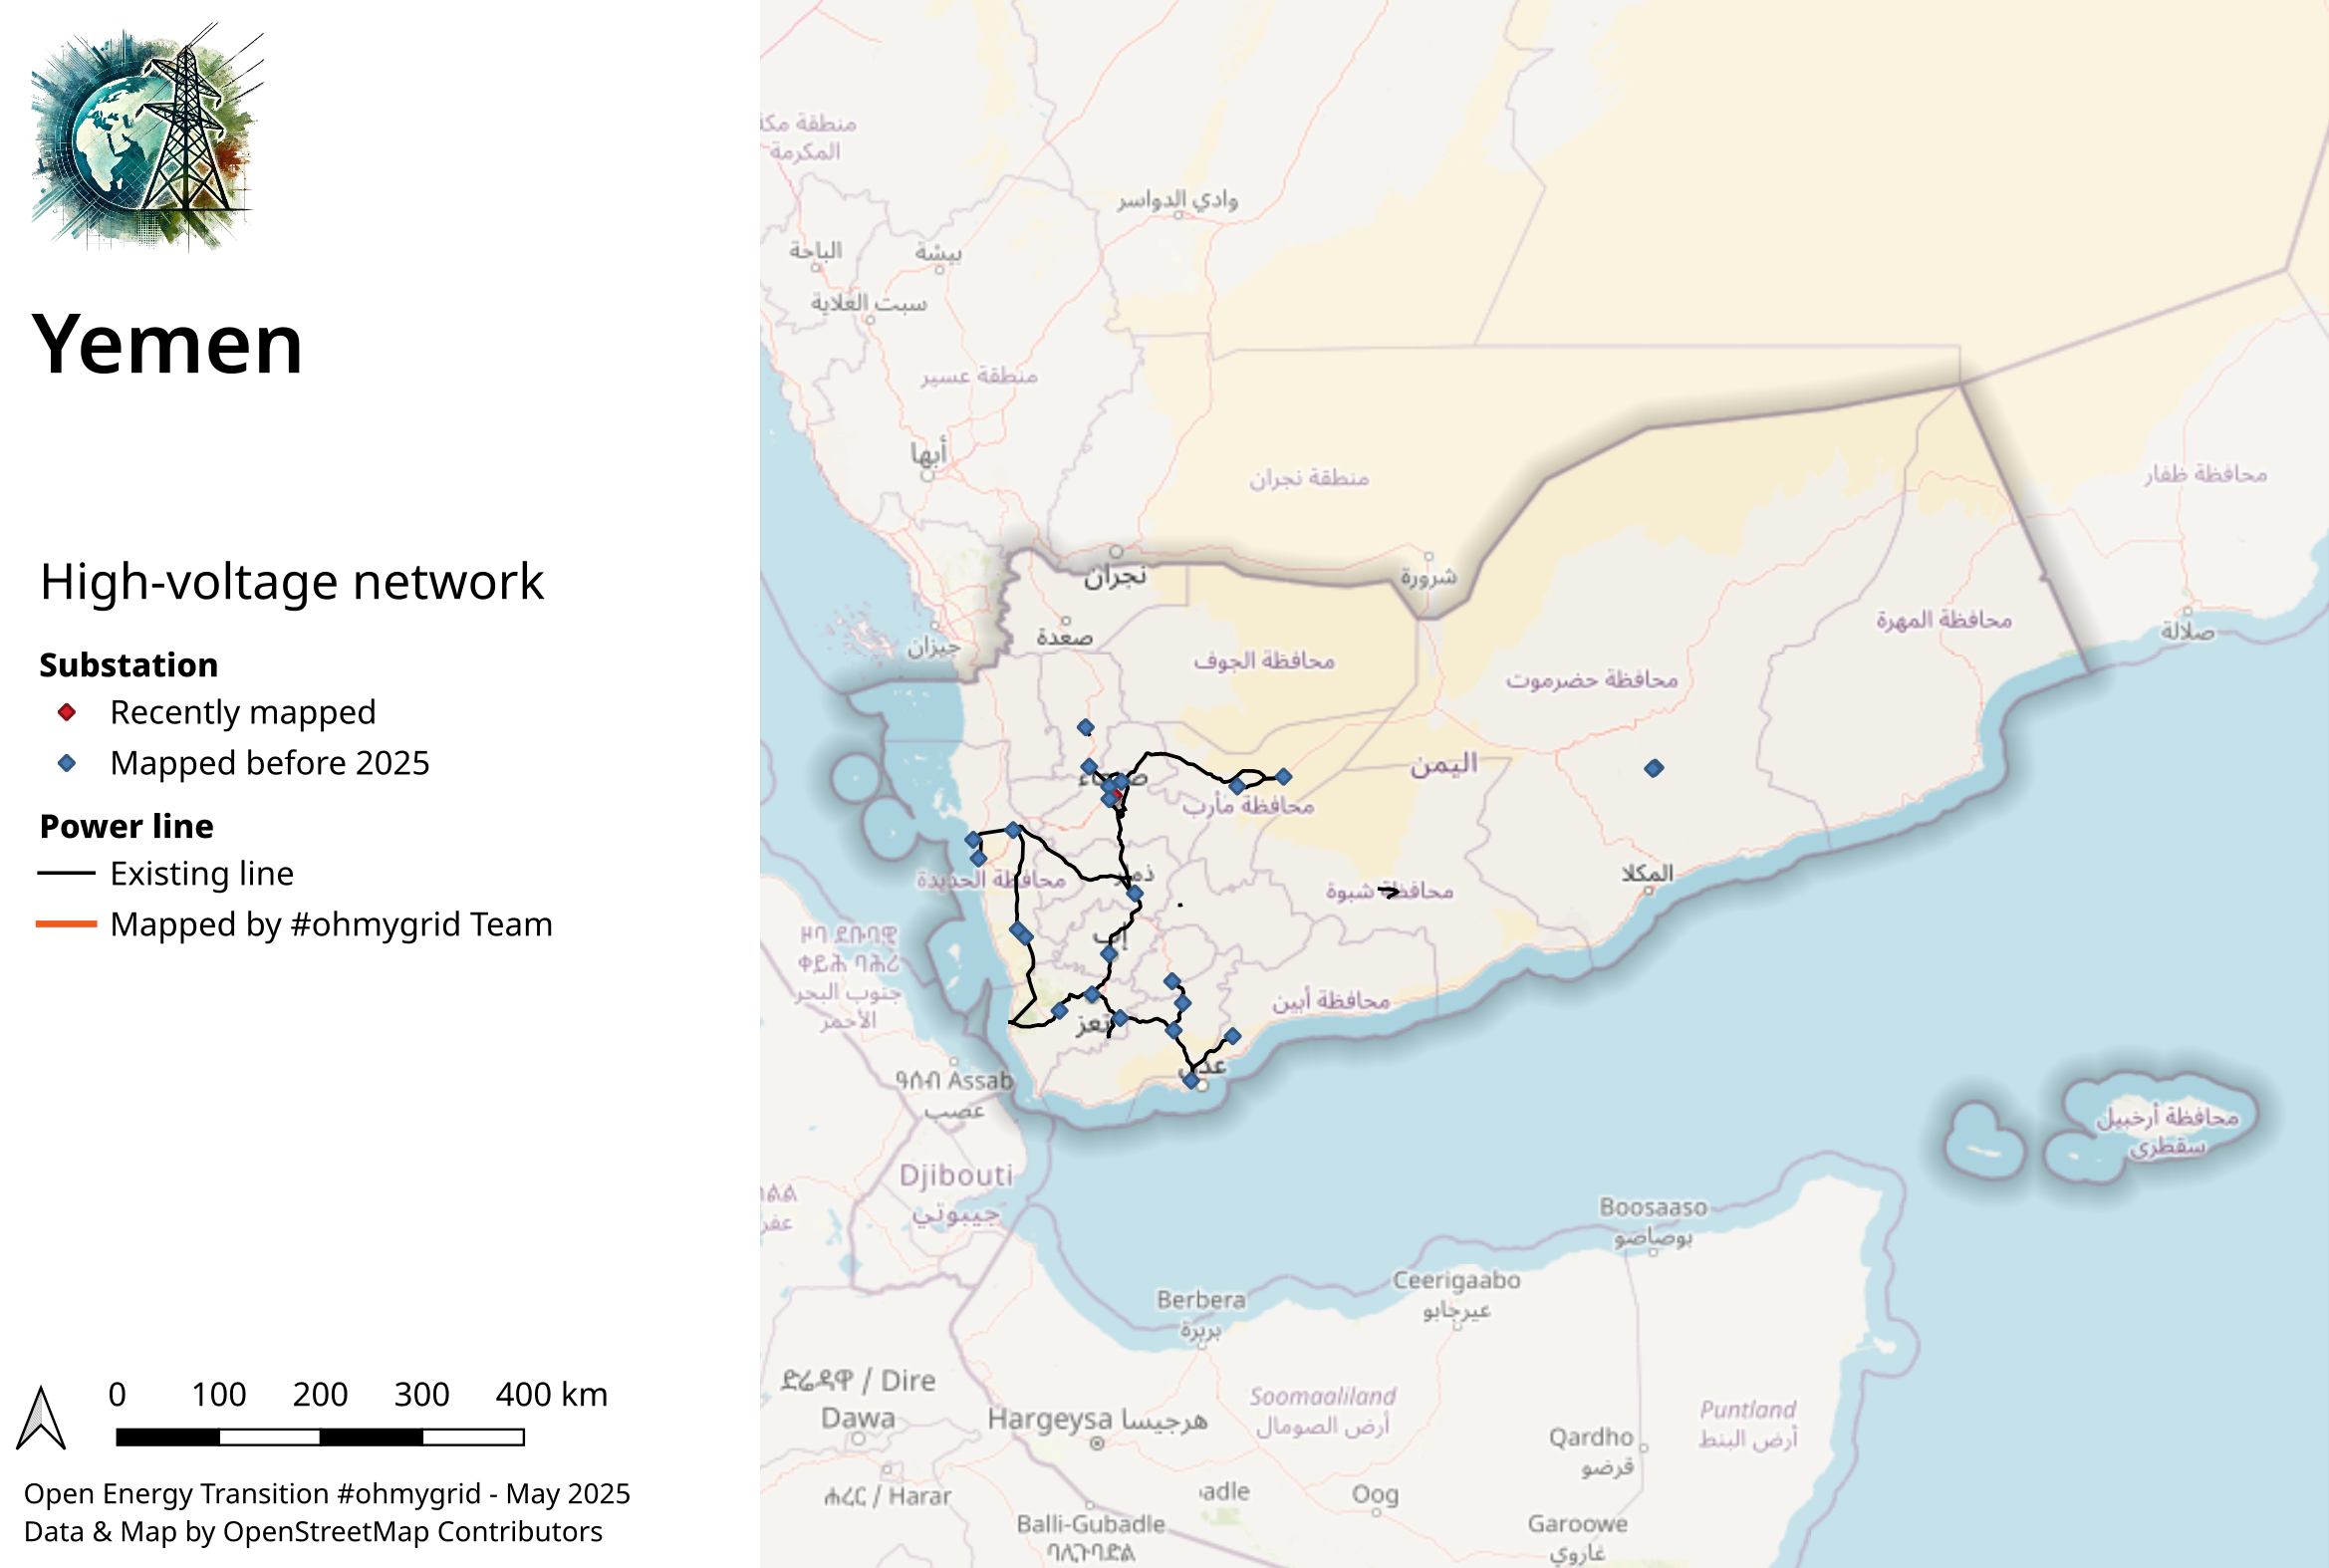 Yemen
High-voltage network
Substation
Recently mapped
Mapped before 2025
Power line
Existing line
Mapped by #ohmygrid Team
0 100 200 300 400 km
Open Energy Transition #ohmygrid - May 2025
Data & Map by OpenStreetMap Contributors
منطقة مكة
المكرمة
وادي الدواسر
الباحة
بيشة
سبت العلاية
منطقة عسير
أبها
منطقة نجران
محافظة ظفار
نجران
شرورة
صعدة
جيزان
محافظة المهرة
صلالة
محافظة الجوف
محافظة حضرموت
اليمن
محافظة مأرب
المكلا
محافظة الحديدة
محافظة شبوة
إب
ዞባ ደቡባዊ
ቀይሕ ባሕሪ
جنوب البحر
الأحمر
محافظة أبين
تعز
عدن
ዓሰብ Assab
عصب
محافظة أرخبيل
سقطرى
Djibouti
جيبوتي
Boosaaso
بوصاصو
Ceerigaabo
عيرجابو
Berbera
بربرة
ድሬዳዋ / Dire
Dawa
Hargeysa هرجيسا
Soomaaliland
أرض الصومال
Puntland
أرض البنط
Qardho
قرضو
ሐረር / Harar
Oog
Balli-Gubadle
ባሊጉባድል
Garoowe
غاروي